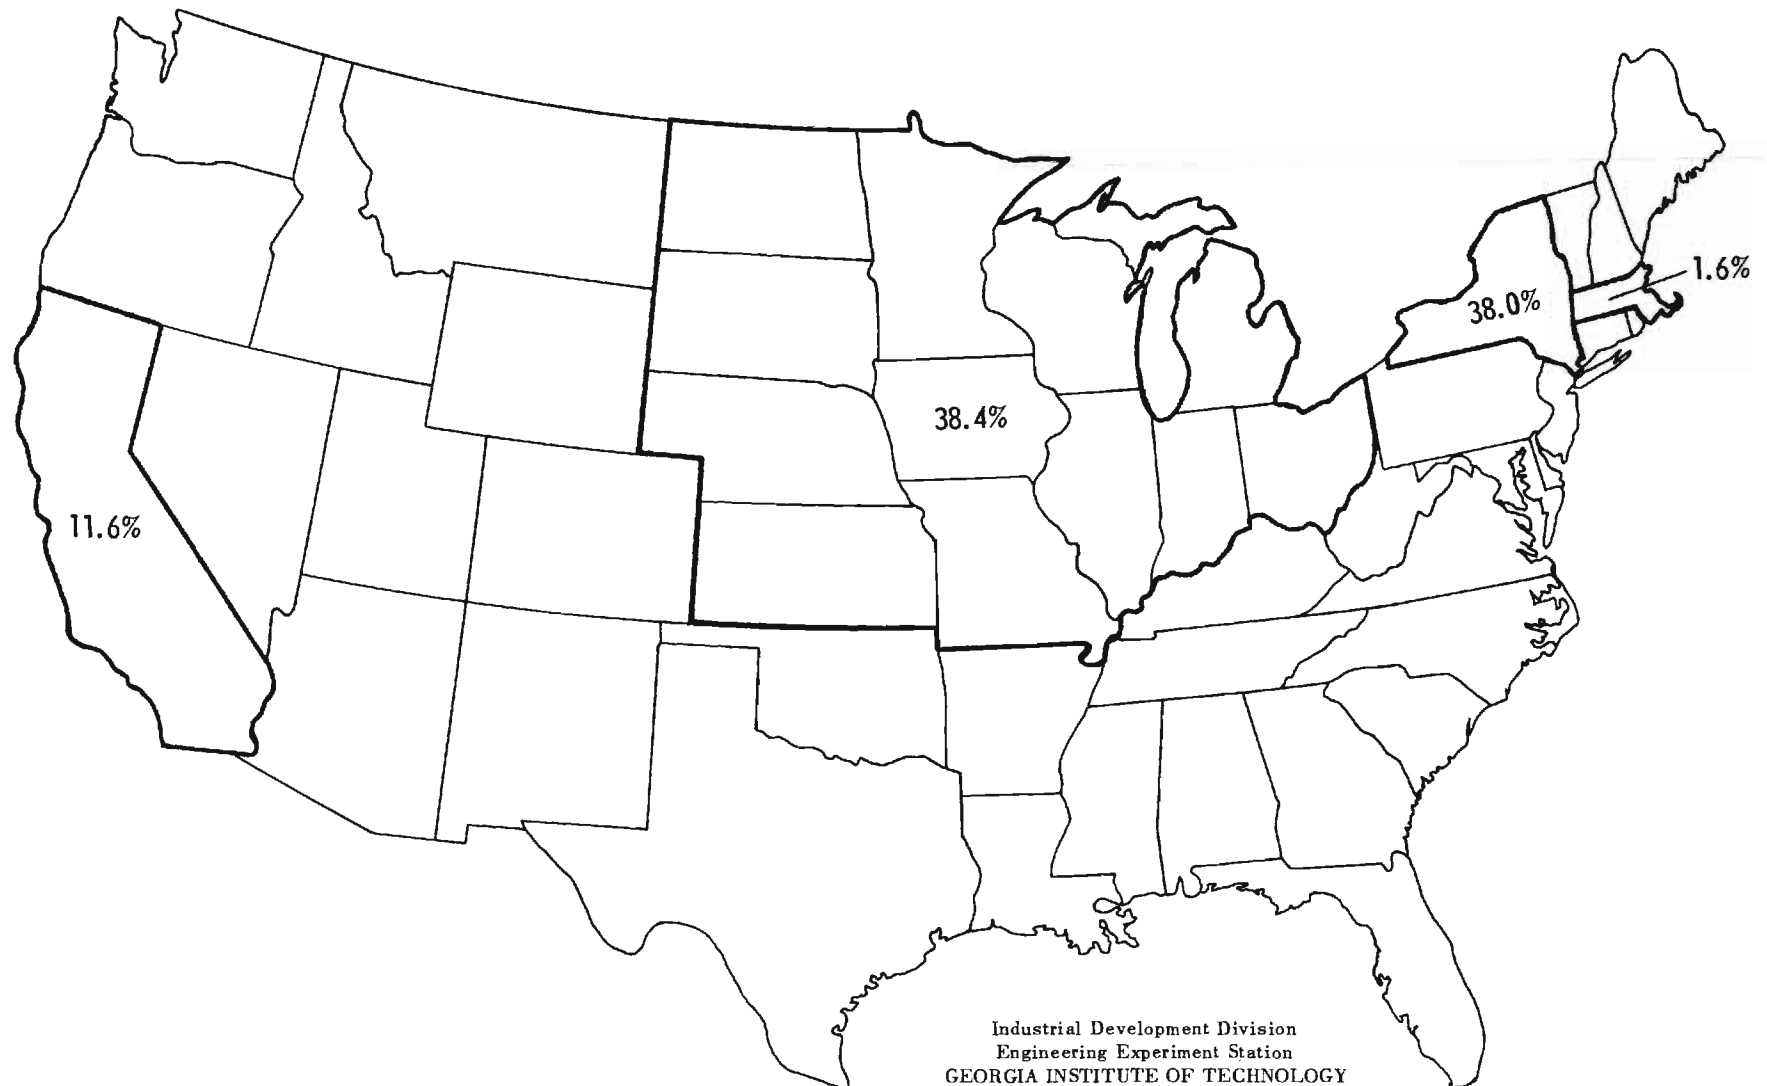 1.6%
38.0%
38.4%
11.6%
Industrial Development Division
Engineering Experiment Station
GEORGIA INSTITUTE OF TECHNOLOGY